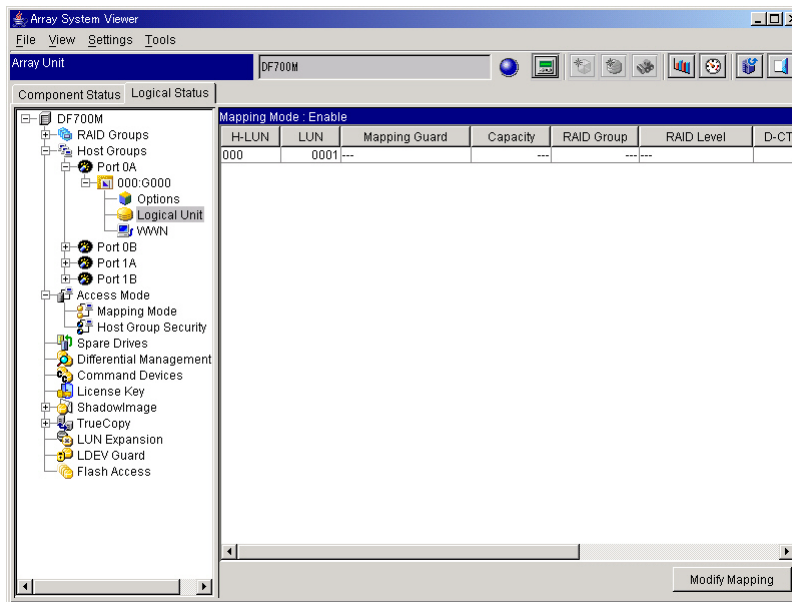 Array System Viewer
File View Settings Tools
Array Unit
DF700M
Component Status Logical Status
DF700M
RAID Groups
Host Groups
Port 0A
000:G000
Options
Logical Unit
WWN
Port 0B
Port 1A
Port 1B
Access Mode
Mapping Mode
Host Group Security
Spare Drives
Differential Management
Command Devices
License Key
ShadowImage
TrueCopy
LUN Expansion
LDEV Guard
Flash Access
Mapping Mode : Enable
H-LUN LUN Mapping Guard Capacity RAID Group RAID Level D-CT
000 0001 --- --- --- ---
Modify Mapping